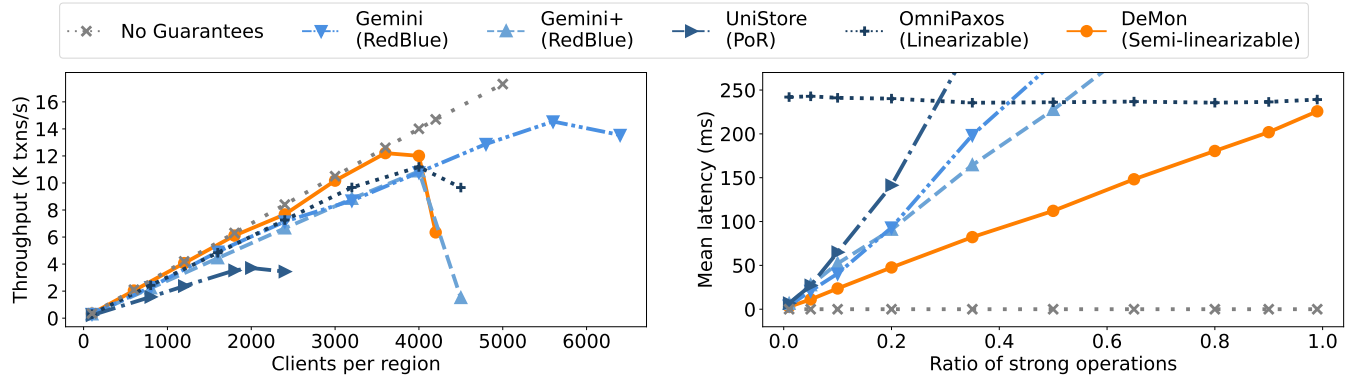 No Guarantees
Gemini
(RedBlue)
Gemini+
(RedBlue)
UniStore
(PoR)
OmniPaxos
(Linearizable)
DeMon
(Semi-linearizable)
Throughput (K txns/s)
16
14
12
10
8
6
4
2
0
0 1000 2000 3000 4000 5000 6000
Clients per region
Mean latency (ms)
250
200
150
100
50
0
0.0 0.2 0.4 0.6 0.8 1.0
Ratio of strong operations